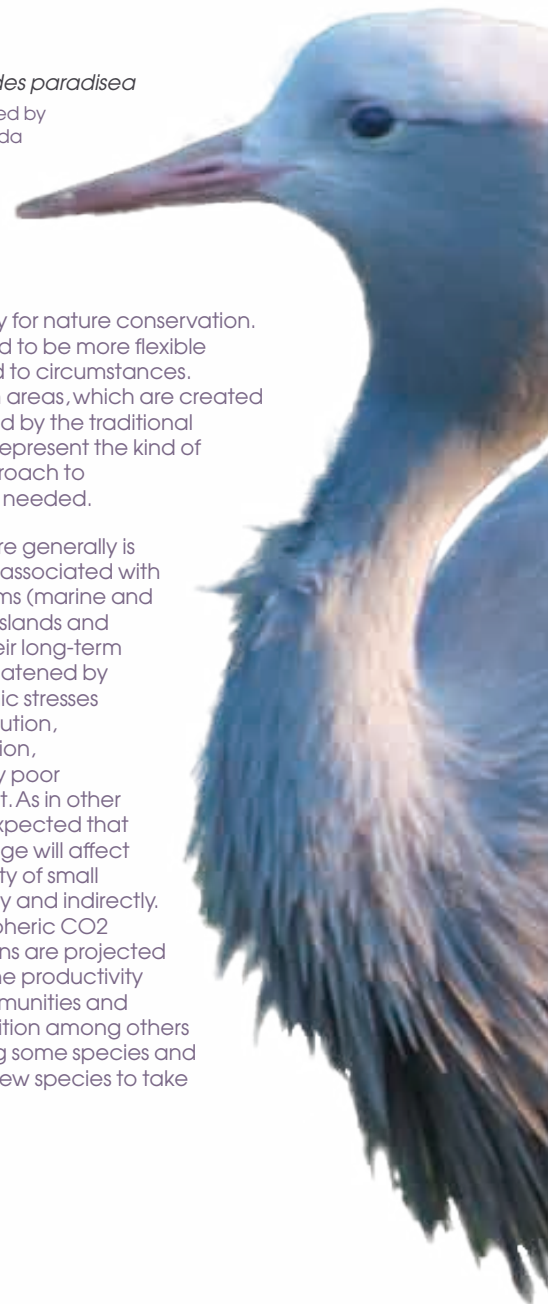 des paradisea
ed by
da
y for nature conservation.
d to be more flexible
d to circumstances.
n areas, which are created
d by the traditional
epresent the kind of
roach to
needed.
re generally is
associated with
ms (marine and
slands and
eir long-term
eatened by
ic stresses
ution,
ion,
y poor
t. As in other
xpected that
ge will affect
ty of small
y and indirectly.
pheric CO2
ns are projected
he productivity
munities and
ition among others
g some species and
ew species to take